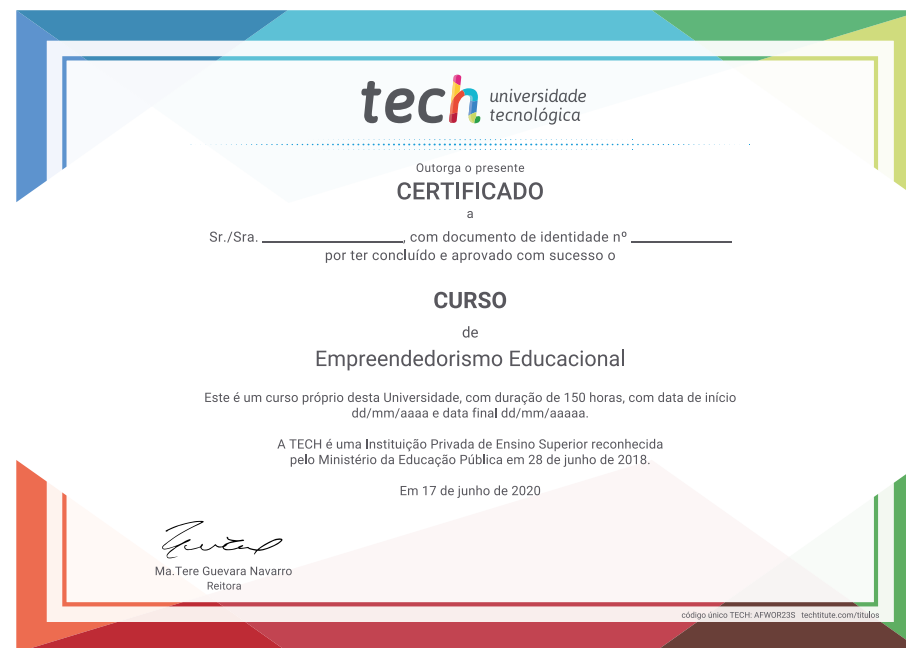 tech universidade
tecnológica
Outorga o presente
CERTIFICADO
a
Sr./Sra. ____________________, com documento de identidade nº ______________
por ter concluído e aprovado com sucesso o
CURSO
de
Empreendedorismo Educacional
Este é um curso próprio desta Universidade, com duração de 150 horas, com data de início
dd/mm/aaaa e data final dd/mm/aaaaa.
A TECH é uma Instituição Privada de Ensino Superior reconhecida
pelo Ministério da Educação Pública em 28 de junho de 2018.
Em 17 de junho de 2020
Ma.Tere Guevara Navarro
Reitora
código único TECH: AFWOR23S techtitute.com/titulos